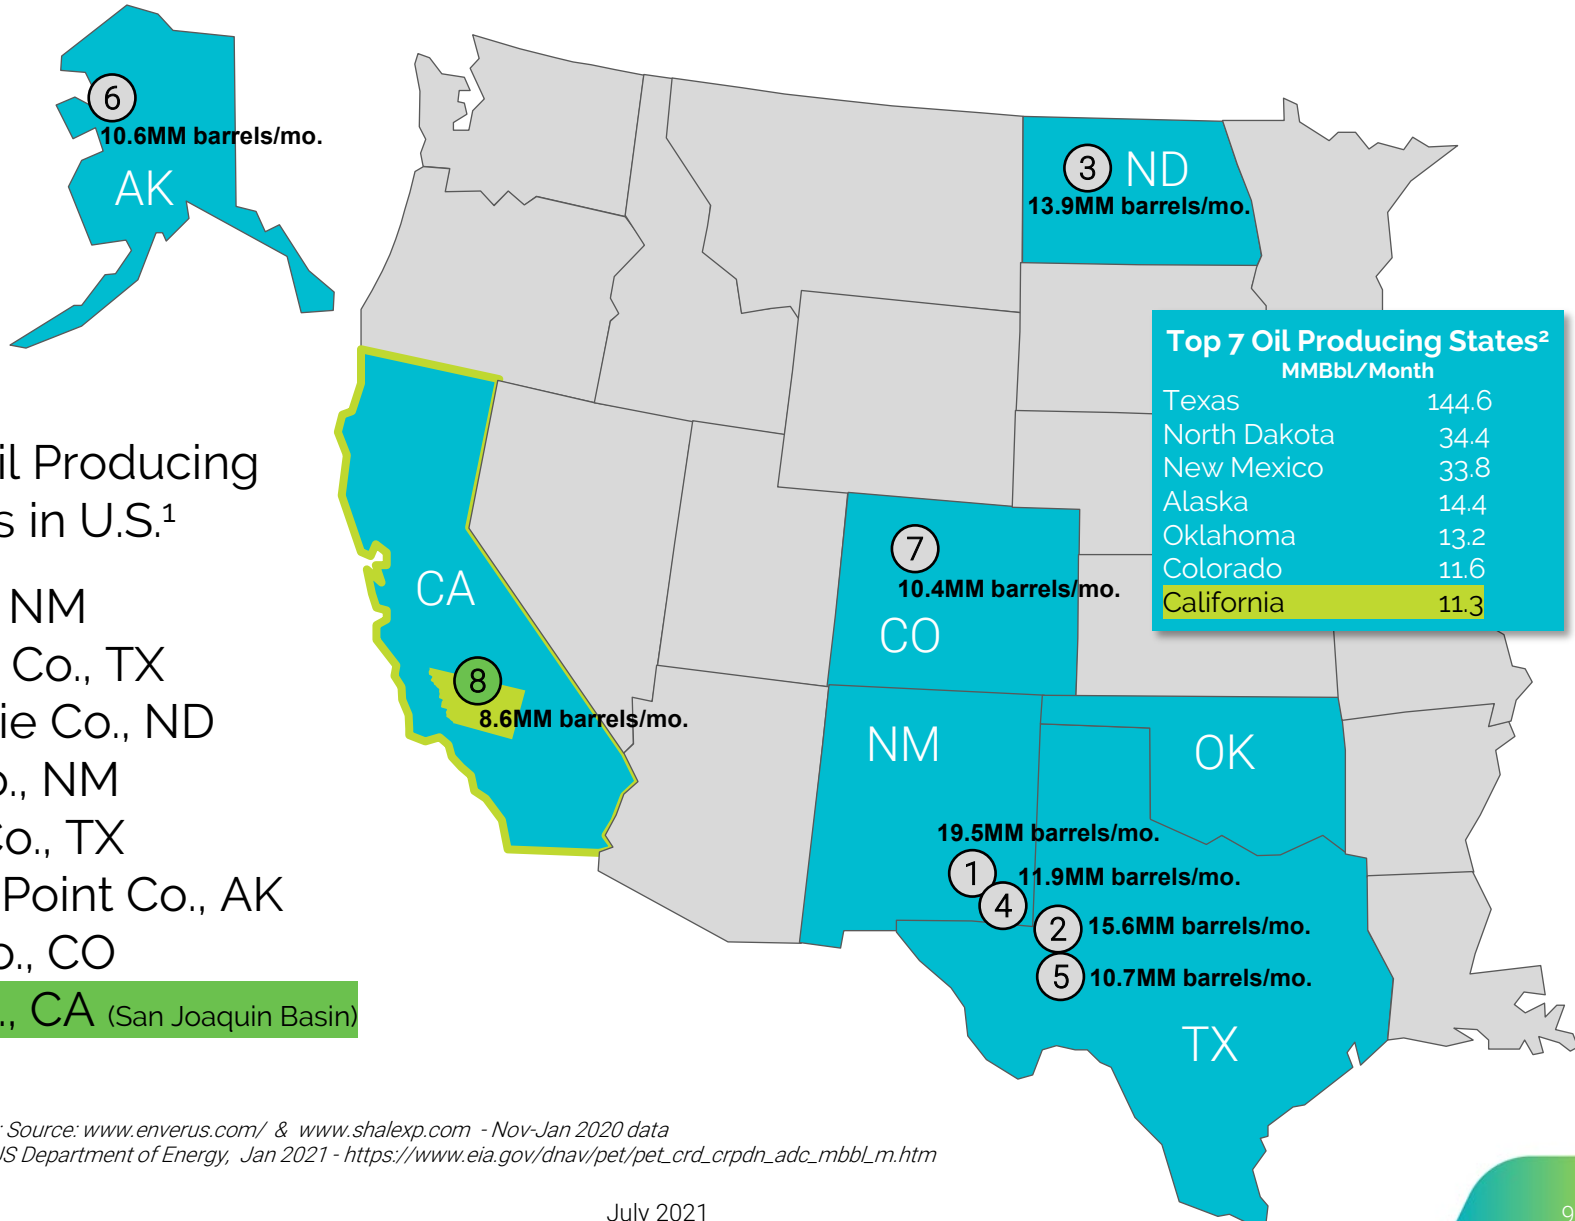 6
10.6MM barrels/mo.
AK
3 ND
13.9MM barrels/mo.
Top 7 Oil Producing States²
MMBbl/Month
Texas 144.6
North Dakota 34.4
New Mexico 33.8
Alaska 14.4
Oklahoma 13.2
Colorado 11.6
California 11.3
il Producing
s in U.S.¹
NM
Co., TX
ie Co., ND
o., NM
Co., TX
Point Co., AK
o., CO
., CA (San Joaquin Basin)
CA
8
8.6MM barrels/mo.
7
10.4MM barrels/mo.
CO
NM
OK
19.5MM barrels/mo.
1
11.9MM barrels/mo.
4
2 15.6MM barrels/mo.
5 10.7MM barrels/mo.
TX
: Source: www.enverus.com/ & www.shalexp.com - Nov-Jan 2020 data
US Department of Energy, Jan 2021 - https://www.eia.gov/dnav/pet/pet_crd_crpdn_adc_mbbl_m.htm
July 2021
9